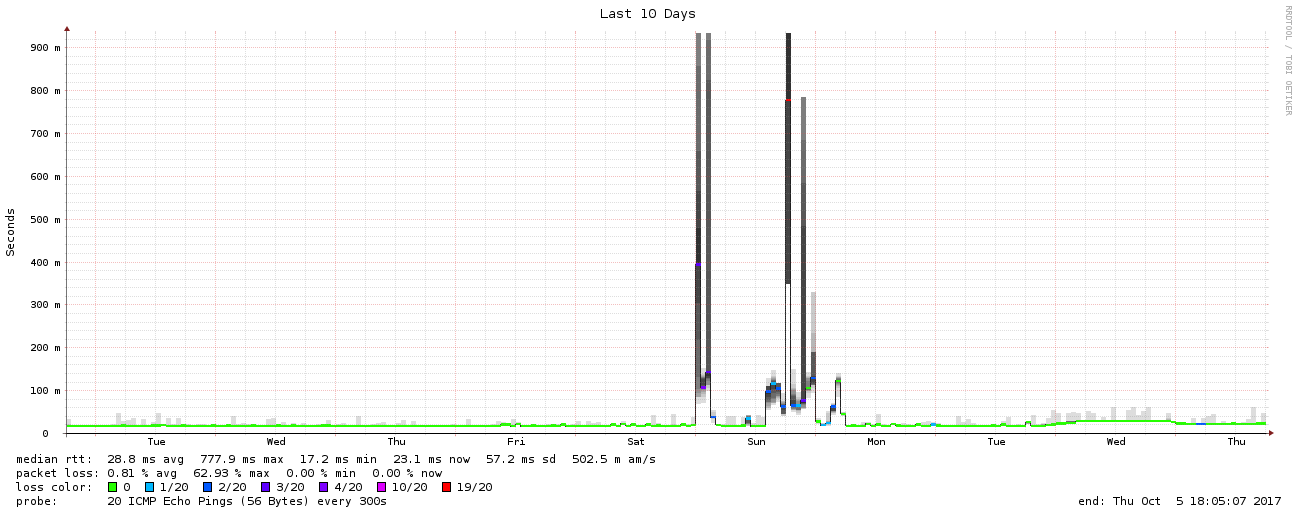 Last 10 Days
RRDTOOL / TOBI OETIKER
Seconds
900 m
800 m
700 m
600 m
500 m
400 m
300 m
200 m
100 m
0
Tue Wed Thu Fri Sat Sun Mon Tue Wed Thu
median rtt: 28.8 ms avg 777.9 ms max 17.2 ms min 23.1 ms now 57.2 ms sd 502.5 m am/s
packet loss: 0.81 % avg 62.93 % max 0.00 % min 0.00 % now
loss color: 0 1/20 2/20 3/20 4/20 10/20 19/20
probe: 20 ICMP Echo Pings (56 Bytes) every 300s end: Thu Oct 5 18:05:07 2017